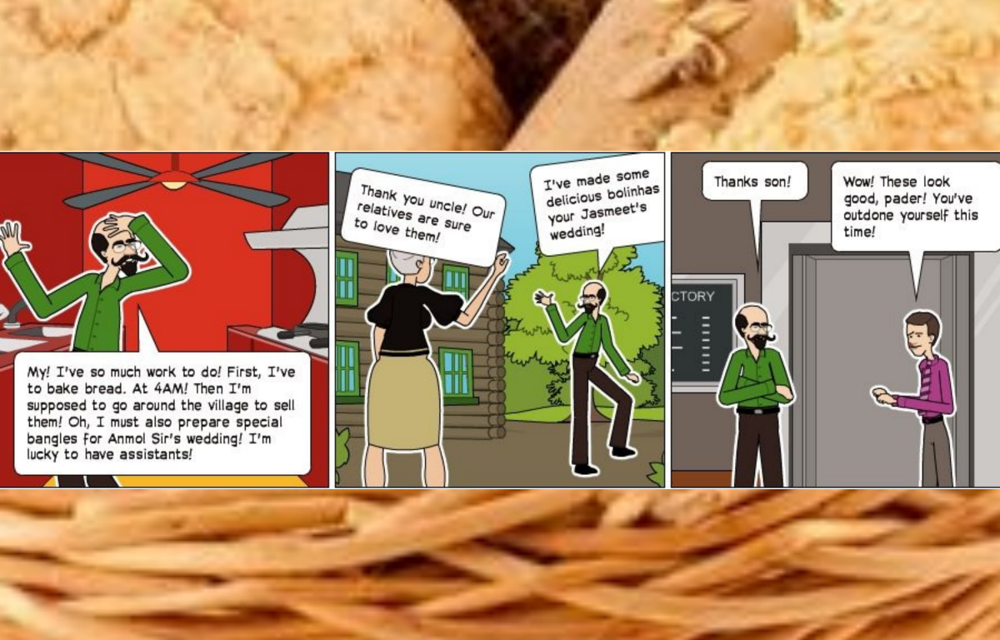 My! I've so much work to do! First, I've
to bake bread. At 4AM! Then I'm
supposed to go around the village to sell
them! Oh, I must also prepare special
bangles for Anmol Sir's wedding! I'm
lucky to have assistants!
Thank you uncle! Our
relatives are sure
to love them!
I've made some
delicious bolinhas
your Jasmeet's
wedding!
Thanks son!
Wow! These look
good, pader! You've
outdone yourself this
time!
CTORY